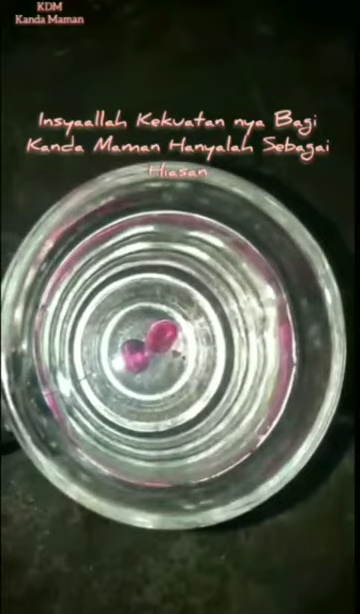 KDM
Kanda Maman
Insyaallah Kekuatan nya Bagi
Kanda Maman Hanyalah Sebagai
Hiasan